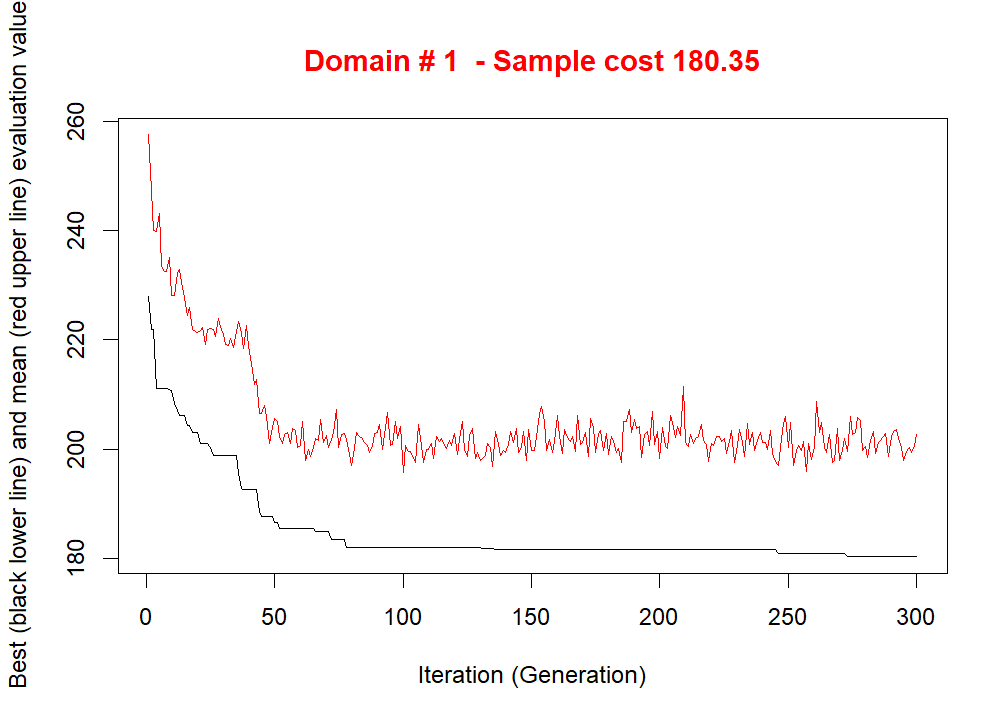 Domain # 1  - Sample cost 180.35
Best (black lower line) and mean (red upper line) evaluation value
260
240
220
200
180
0 50 100 150 200 250 300
Iteration (Generation)